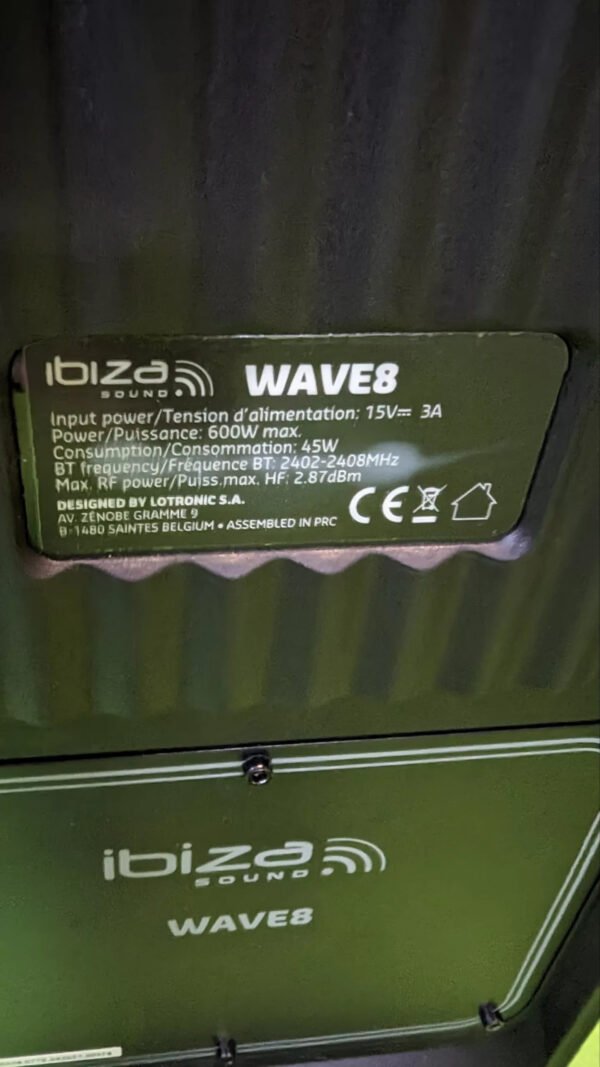 ibiza
SOUND
WAVE8
Input power/Tension d'alimentation: 15V⎓ 3A
Power/Puissance: 600W max.
Consumption/Consommation: 45W
BT frequency/Fréquence BT: 2402-2408MHz
Max. RF power/Puiss.max. HF: 2.87dBm
DESIGNED BY LOTRONIC S.A.
AV. ZÉNOBE GRAMME 9
B-1480 SAINTES BELGIUM • ASSEMBLED IN PRC
CE
ibiza
SOUND
WAVE8